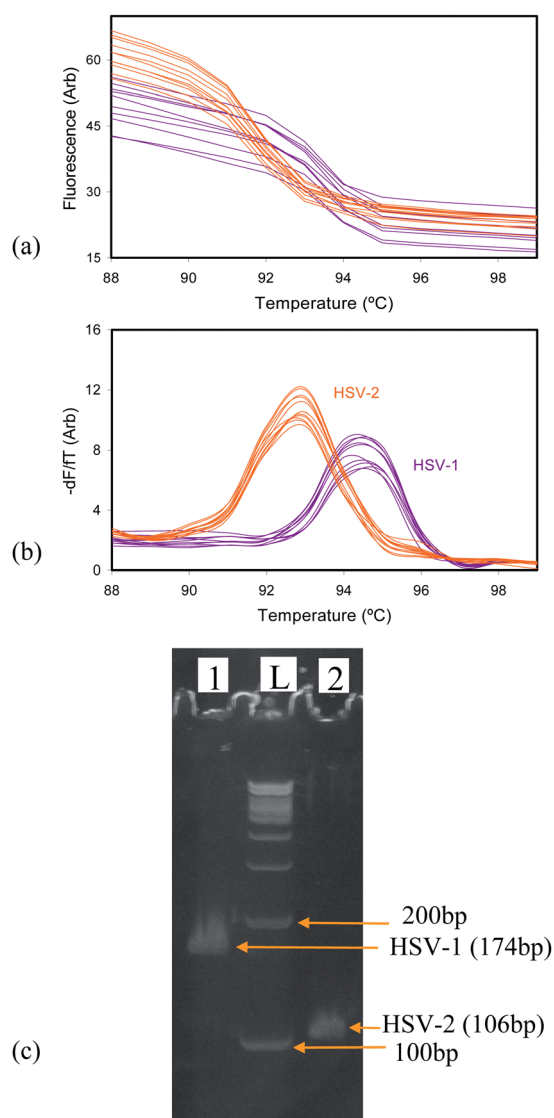 60
45
30
15
Fluorescence (Arb)
88 90 92 94 96 98
Temperature (ºC)
(a)
16
12
8
4
0
-dF/fT (Arb)
HSV-2
HSV-1
88 90 92 94 96 98
Temperature (ºC)
(b)
1 L 2
200bp
HSV-1 (174bp)
HSV-2 (106bp)
100bp
(c)